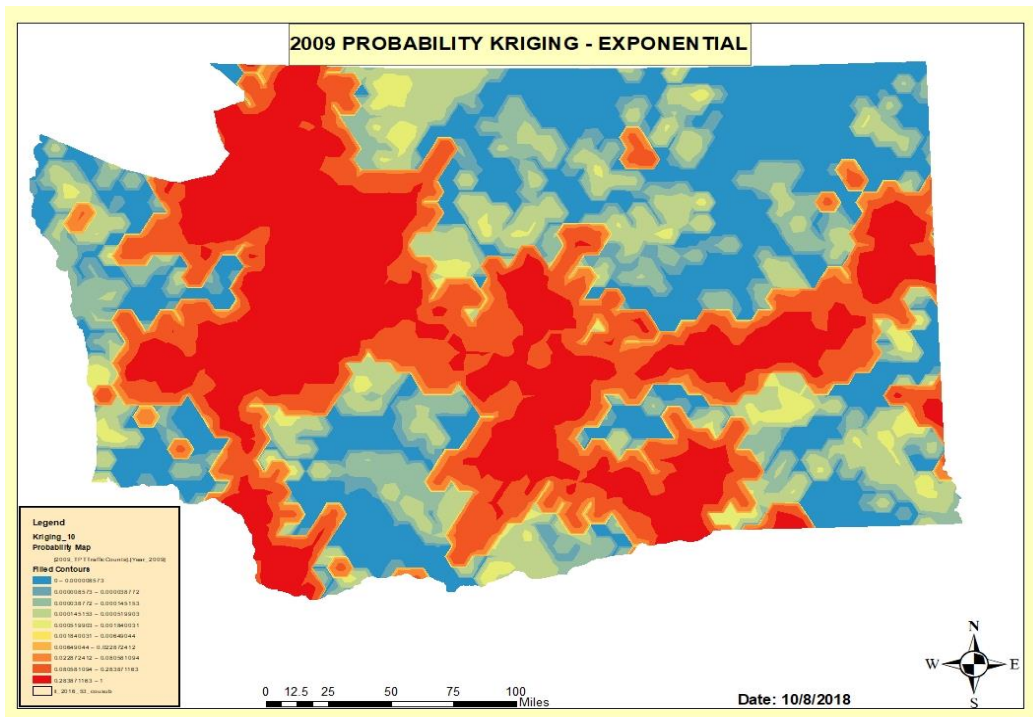 2009 PROBABILITY KRIGING - EXPONENTIAL
Legend
Kriging_10
Probability Map
[2009_TPTTrafficCounts].[Year_2009]
Filled Contours
0 – 0.000008573
0.000008573 – 0.000038772
0.000038772 – 0.000145153
0.000145153 – 0.000519903
0.000519903 – 0.001840031
0.001840031 – 0.00649044
0.00649044 – 0.022872412
0.022872412 – 0.080581094
0.080581094 – 0.283871163
0.283871163 – 1
0 12.5 25 50 75 100
Miles
Date: 10/8/2018
N
W E
S